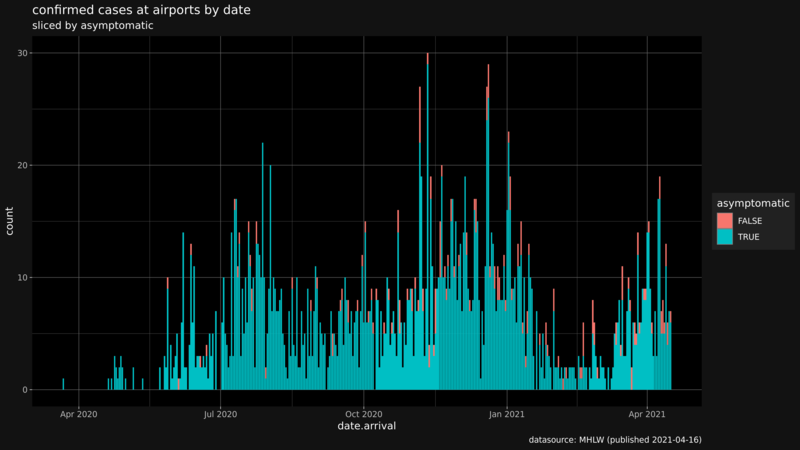 confirmed cases at airports by date
sliced by asymptomatic
30
20
10
0
count
Apr 2020
Jul 2020
Oct 2020
Jan 2021
Apr 2021
date.arrival
asymptomatic
FALSE
TRUE
datasource: MHLW (published 2021-04-16)